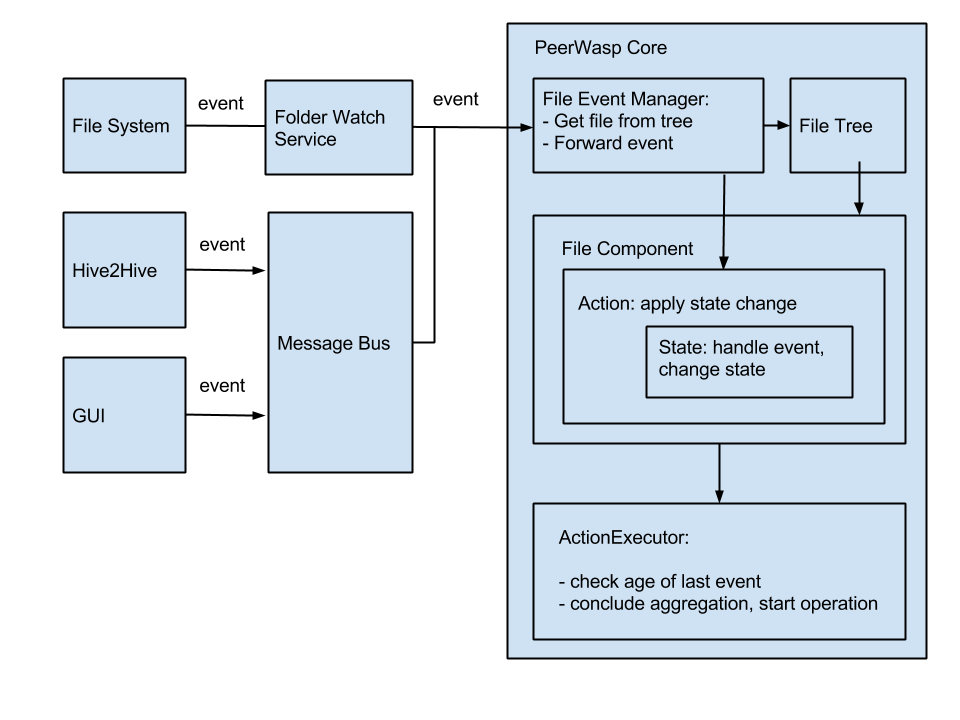 PeerWasp Core
event
event
File System
Folder Watch
Service
File Event Manager:
- Get file from tree
- Forward event
File Tree
event
Hive2Hive
File Component
Action: apply state change
Message Bus
State: handle event,
change state
event
GUI
ActionExecutor:
- check age of last event
- conclude aggregation, start operation